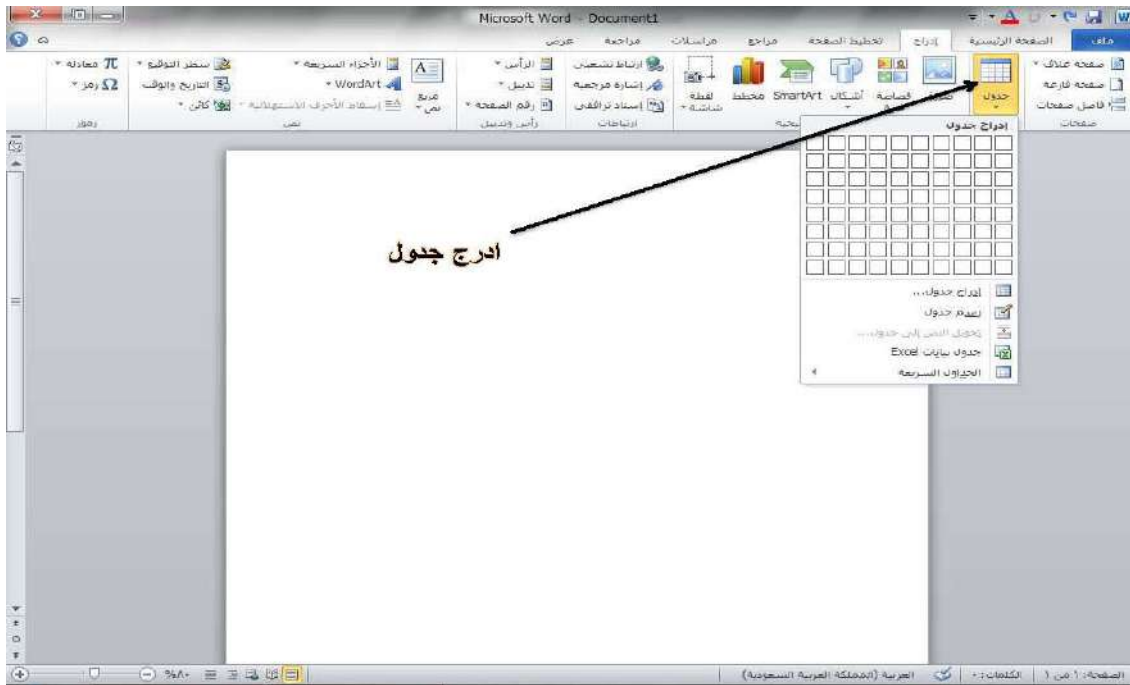 Microsoft Word - Document1
ملف الصفحة الرئيسية إدراج تخطيط الصفحة مراجع مراسلات مراجعة عرض
صفحة غلاف
صفحة فارغة
فاصل صفحات
صفحات
جدول
قصاصة
أشكال
SmartArt
مخطط
لقطة شاشة
ارتباط تشعبي
إشارة مرجعية
إسناد ترافقي
ارتباطات
الرأس
تذييل
رقم الصفحة
رأس وتذييل
مربع نص
الأجزاء السريعة
WordArt
إسقاط الأحرف الاستهلالية
سطر التوقيع
التاريخ والوقت
كائن
نص
π معادلة
Ω رمز
رموز
إدراج جدول
إدراج جدول...
رسم جدول
تحويل النص إلى جدول...
جدول بيانات Excel
الجداول السريعة
ادرج جدول
الصفحة: ١ من ١
الكلمات: ٠
العربية (المملكة العربية السعودية)
٨٠%